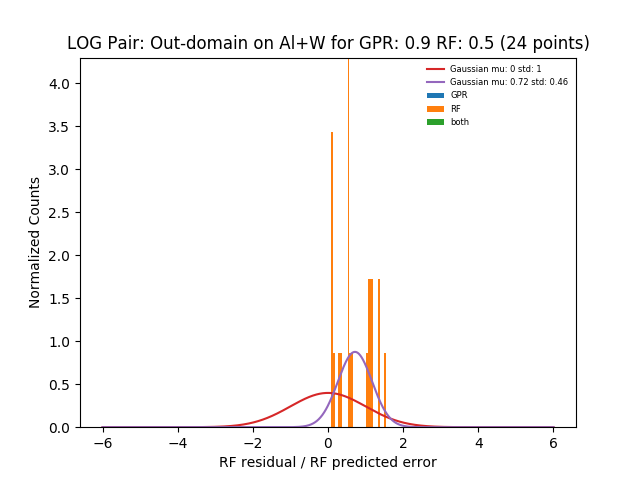 LOG Pair: Out-domain on Al+W for GPR: 0.9 RF: 0.5 (24 points)
Gaussian mu: 0 std: 1
Gaussian mu: 0.72 std: 0.46
GPR
RF
both
Normalized Counts
4.0
3.5
3.0
2.5
2.0
1.5
1.0
0.5
0.0
−6 −4 −2 0 2 4 6
RF residual / RF predicted error